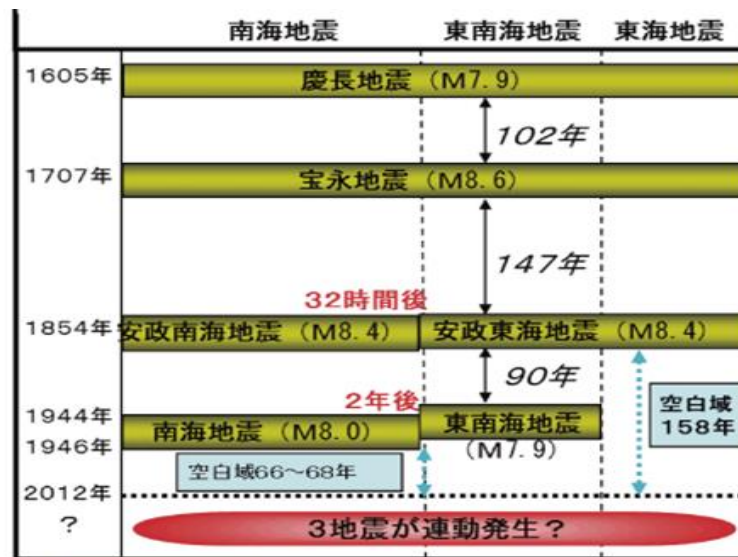 南海地震 東南海地震 東海地震
1605年
慶長地震（M7.9）
102年
1707年
宝永地震（M8.6）
147年
32時間後
1854年
安政南海地震（M8.4）
安政東海地震（M8.4）
90年
2年後
空白域
158年
1944年
南海地震（M8.0）
東南海地震
（M7.9）
1946年
空白域66～68年
2012年
？
3地震が連動発生？